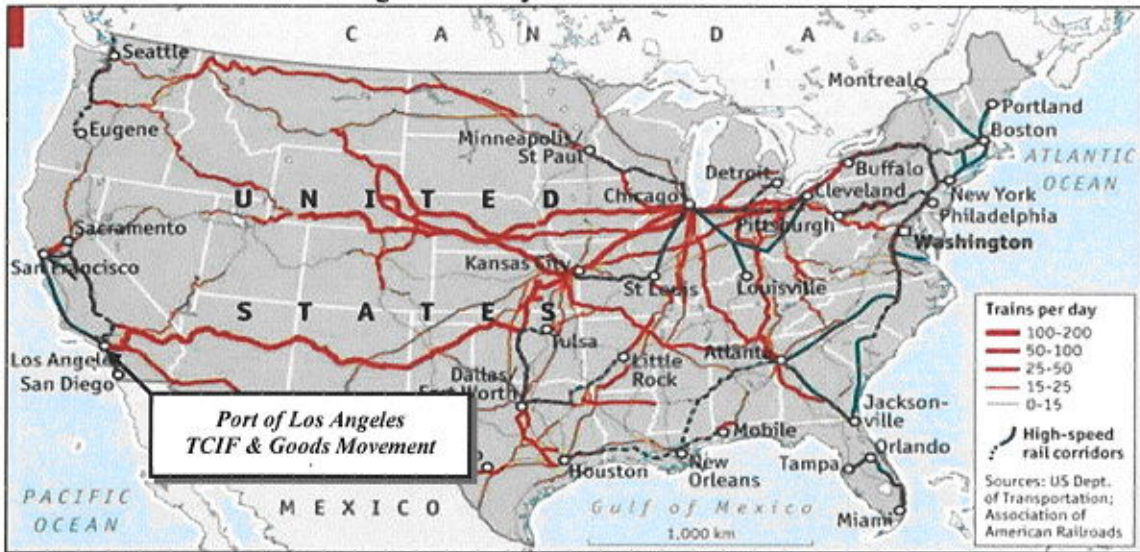 C A N A D A
Seattle
Montreal
Portland
Boston
Eugene
Minneapolis/
St Paul
ATLANTIC
OCEAN
Detroit
Buffalo
Chicago
Cleveland
New York
Philadelphia
Pittsburgh
U N I T E D
Washington
Sacramento
San Francisco
Kansas City
St Louis
Louisville
S T A T E S
Trains per day
100-200
50-100
25-50
15-25
0-15
High-speed
rail corridors
Sources: US Dept.
of Transportation;
Association of
American Railroads
Tulsa
Atlanta
Los Angeles
San Diego
Little
Rock
Dallas/
Worth
Port of Los Angeles
TCIF & Goods Movement
Jackson-
ville
Mobile
Orlando
Tampa
Houston
New
Orleans
Miami
PACIFIC
OCEAN
MEXICO
Gulf of Mexico
1,000 km